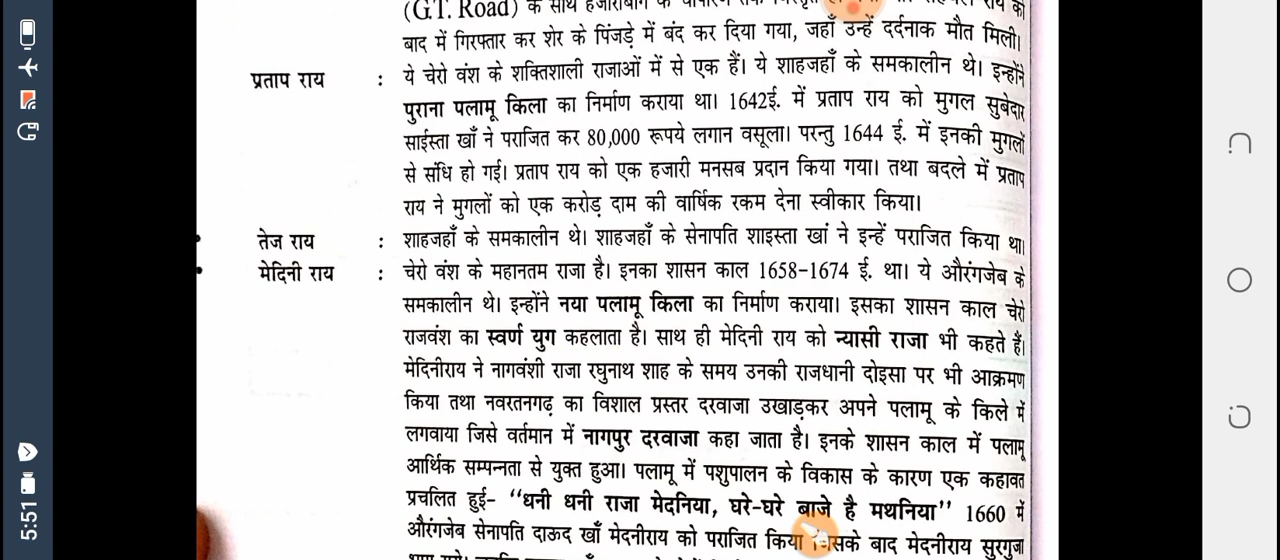 (G.T. Road) के साथ हजारीबाग के
बाद में गिरफ्तार कर शेर के पिंजड़े में बंद कर दिया गया, जहाँ उन्हें दर्दनाक मौत मिली।
प्रताप राय : ये चेरो वंश के शक्तिशाली राजाओं में से एक हैं। ये शाहजहाँ के समकालीन थे। इन्होंने
पुराना पलामू किला का निर्माण कराया था। 1642ई. में प्रताप राय को मुगल सुबेदार
साईस्ता खाँ ने पराजित कर 80,000 रूपये लगान वसूला। परन्तु 1644 ई. में इनकी मुगलों
से संधि हो गई। प्रताप राय को एक हजारी मनसब प्रदान किया गया। तथा बदले में प्रताप
राय ने मुगलों को एक करोड़ दाम की वार्षिक रकम देना स्वीकार किया।
तेज राय : शाहजहाँ के समकालीन थे। शाहजहाँ के सेनापति शाइस्ता खां ने इन्हें पराजित किया था।
मेदिनी राय : चेरो वंश के महानतम राजा है। इनका शासन काल 1658-1674 ई. था। ये औरंगजेब के
समकालीन थे। इन्होंने नया पलामू किला का निर्माण कराया। इसका शासन काल चेरो
राजवंश का स्वर्ण युग कहलाता है। साथ ही मेदिनी राय को न्यासी राजा भी कहते हैं।
मेदिनीराय ने नागवंशी राजा रघुनाथ शाह के समय उनकी राजधानी दोइसा पर भी आक्रमण
किया तथा नवरतनगढ़ का विशाल प्रस्तर दरवाजा उखाड़कर अपने पलामू के किले में
लगवाया जिसे वर्तमान में नागपुर दरवाजा कहा जाता है। इनके शासन काल में पलामू
आर्थिक सम्पन्नता से युक्त हुआ। पलामू में पशुपालन के विकास के कारण एक कहावत
प्रचलित हुई- “धनी धनी राजा मेदनिया, घरे-घरे बाजे है मथनिया” 1660 में
औरंगजेब सेनापति दाऊद खाँ मेदनीराय को पराजित किया के बाद मेदनीराय सुरगुजा
5:51